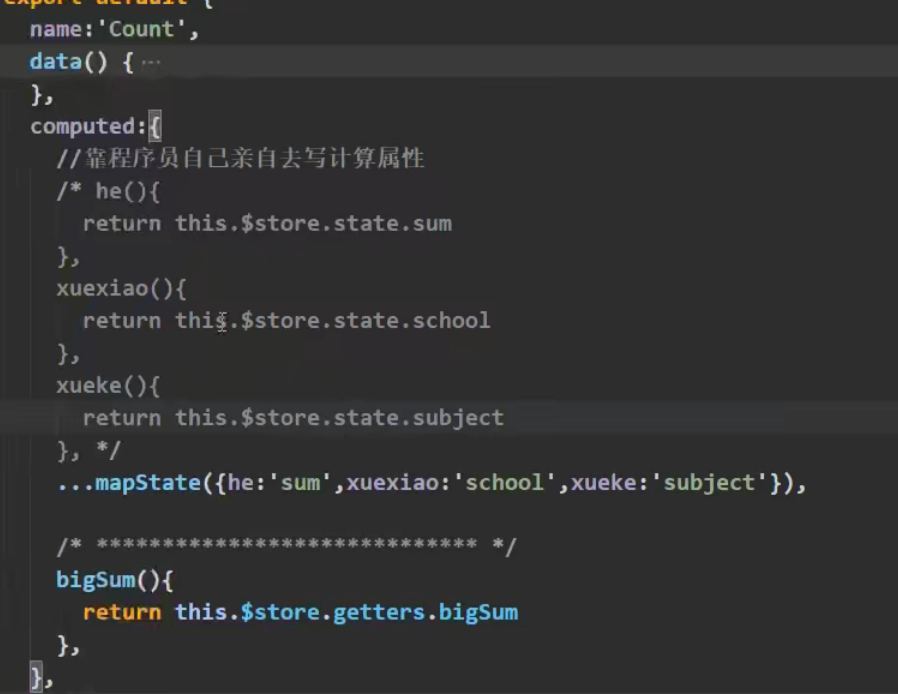 export default {
name:'Count',
data() { ...
},
computed:{
//靠程序员自己亲自去写计算属性
/* he(){
return this.$store.state.sum
},
xuexiao(){
return this.$store.state.school
},
xueke(){
return this.$store.state.subject
}, */
...mapState({he:'sum',xuexiao:'school',xueke:'subject'}),
/* ***************************** */
bigSum(){
return this.$store.getters.bigSum
},
},